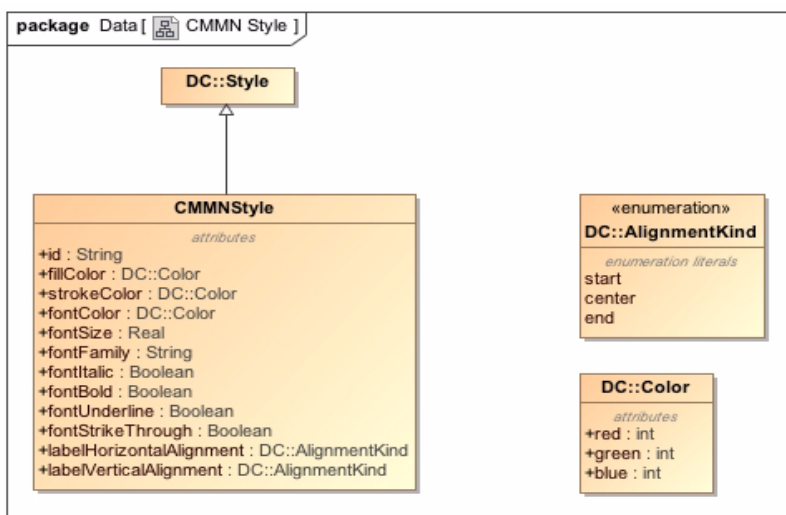 package Data [ CMMN Style ]
DC::Style
CMMNStyle
attributes
+id : String
+fillColor : DC::Color
+strokeColor : DC::Color
+fontColor : DC::Color
+fontSize : Real
+fontFamily : String
+fontItalic : Boolean
+fontBold : Boolean
+fontUnderline : Boolean
+fontStrikeThrough : Boolean
+labelHorizontalAlignment : DC::AlignmentKind
+labelVerticalAlignment : DC::AlignmentKind
«enumeration»
DC::AlignmentKind
enumeration literals
start
center
end
DC::Color
attributes
+red : int
+green : int
+blue : int